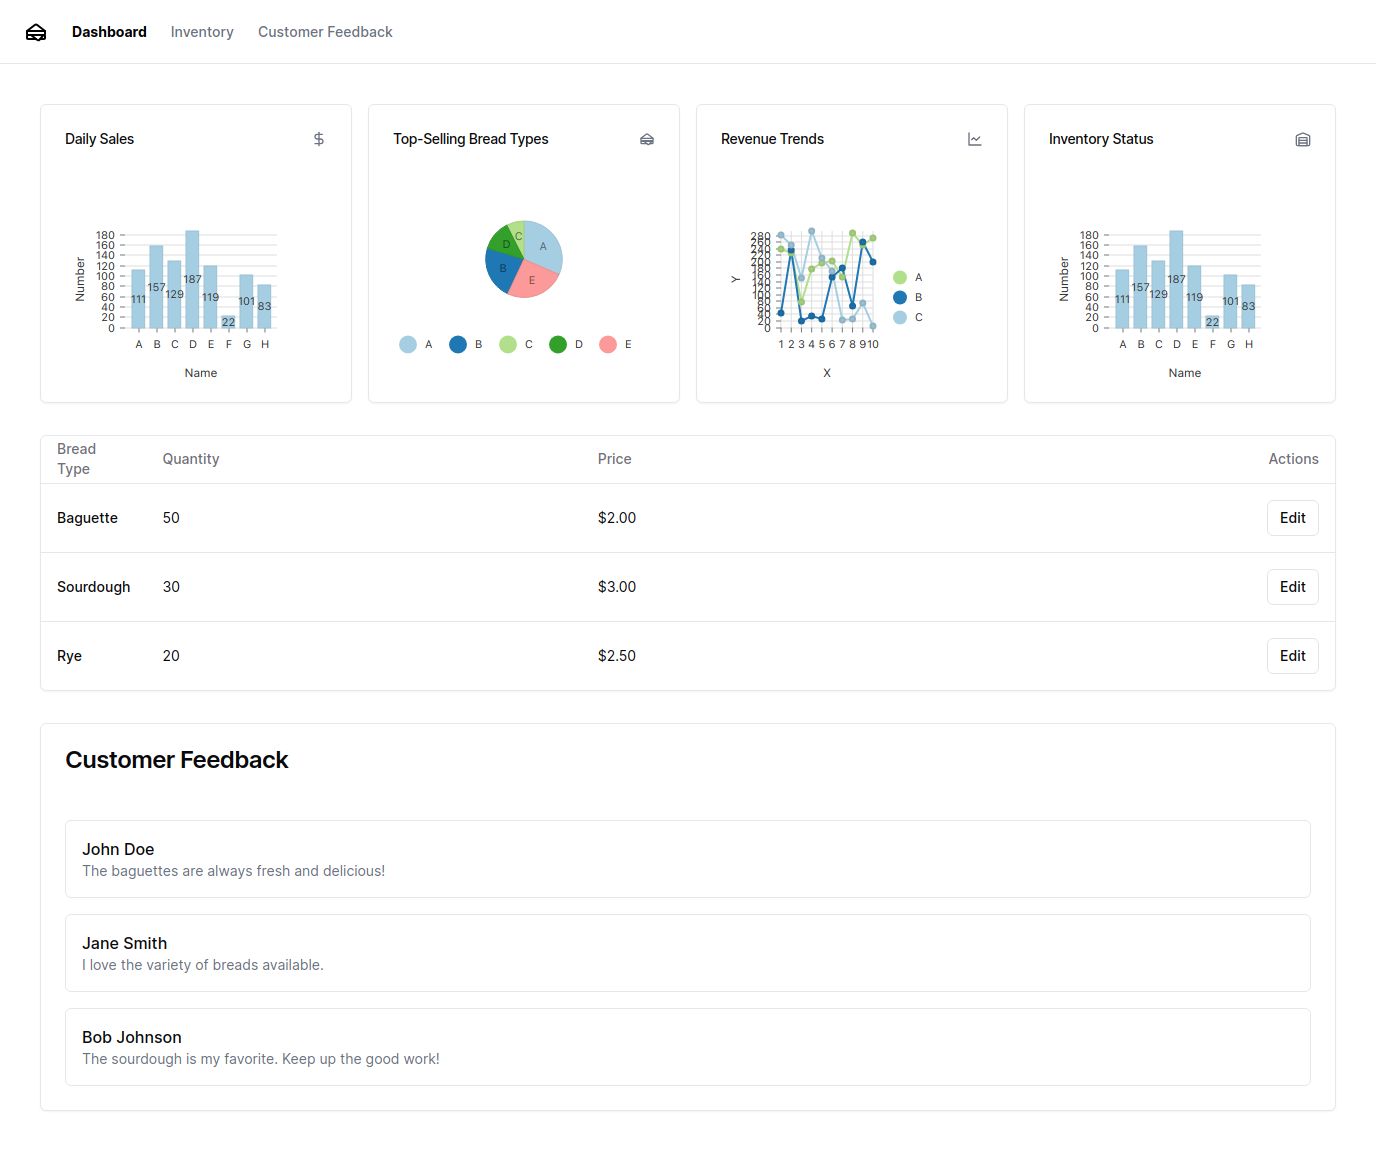 Dashboard Inventory Customer Feedback
Daily Sales
180
160
140
120
100
80
60
40
20
0
Number
111 157 129 187 119 22 101 83
A B C D E F G H
Name
Top-Selling Bread Types
A
B
C
D
E
A B C D E
Revenue Trends
280
260
240
220
200
180
160
140
120
100
80
60
40
20
0
Y
1 2 3 4 5 6 7 8 9 10
X
A
B
C
Inventory Status
180
160
140
120
100
80
60
40
20
0
Number
111 157 129 187 119 22 101 83
A B C D E F G H
Name
Bread
Type
Quantity Price Actions
Baguette 50 $2.00 Edit
Sourdough 30 $3.00 Edit
Rye 20 $2.50 Edit
Customer Feedback
John Doe
The baguettes are always fresh and delicious!
Jane Smith
I love the variety of breads available.
Bob Johnson
The sourdough is my favorite. Keep up the good work!